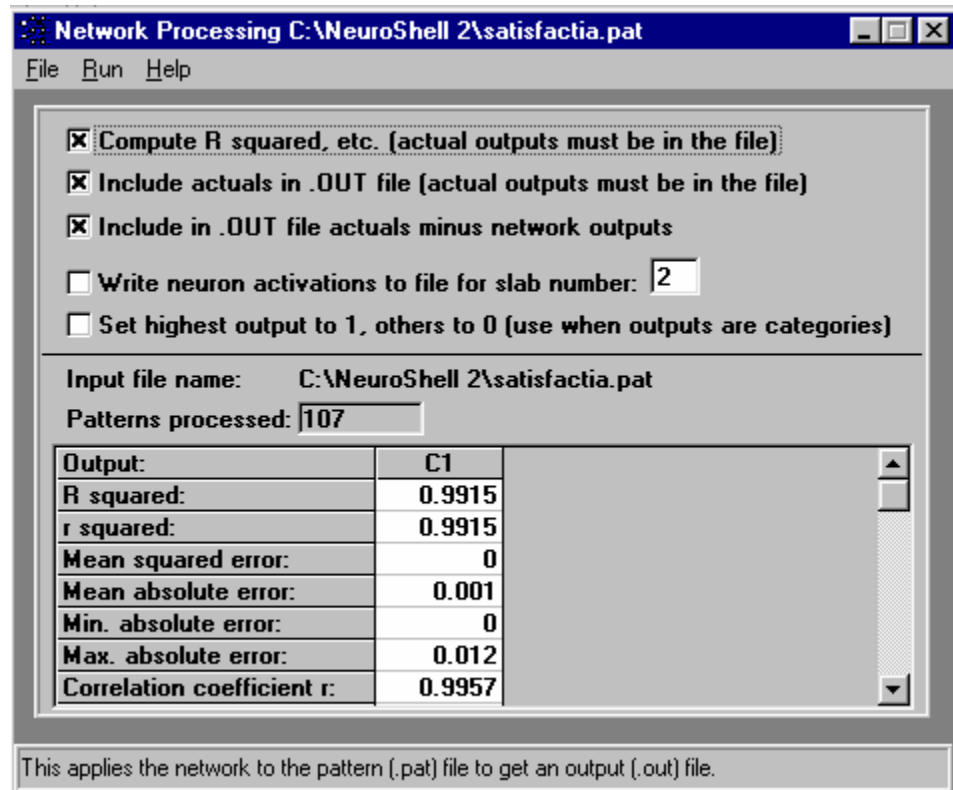 Network Processing C:\NeuroShell 2\satisfactia.pat
File Run Help
Compute R squared, etc. (actual outputs must be in the file)
Include actuals in .OUT file (actual outputs must be in the file)
Include in .OUT file actuals minus network outputs
Write neuron activations to file for slab number: 2
Set highest output to 1, others to 0 (use when outputs are categories)
Input file name: C:\NeuroShell 2\satisfactia.pat
Patterns processed: 107
Output: C1
R squared: 0.9915
r squared: 0.9915
Mean squared error: 0
Mean absolute error: 0.001
Min. absolute error: 0
Max. absolute error: 0.012
Correlation coefficient r: 0.9957
This applies the network to the pattern (.pat) file to get an output (.out) file.